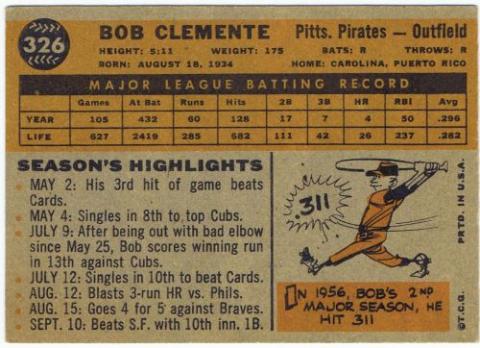 326
BOB CLEMENTE Pitts. Pirates — Outfield
HEIGHT: 5:11 WEIGHT: 175 BATS: R THROWS: R
BORN: AUGUST 18, 1934 HOME: CAROLINA, PUERTO RICO
MAJOR LEAGUE BATTING RECORD
Games At Bat Runs Hits 2B 3B HR RBI Avg.
YEAR 105 432 60 128 17 7 4 50 .296
LIFE 627 2419 285 682 111 42 26 237 .282
SEASON'S HIGHLIGHTS
• MAY 2: His 3rd hit of game beats
Cards.
• MAY 4: Singles in 8th to top Cubs.
• JULY 9: After being out with bad elbow
since May 25, Bob scores winning run
in 13th against Cubs.
• JULY 12: Singles in 10th to beat Cards.
• AUG. 12: Blasts 3-run HR vs. Phils.
• AUG. 15: Goes 4 for 5 against Braves.
• SEPT. 10: Beats S.F. with 10th inn. 1B.
.311
IN 1956, BOB'S 2ND
MAJOR SEASON, HE
HIT 311
©T.C.G. PRTD. IN U.S.A.